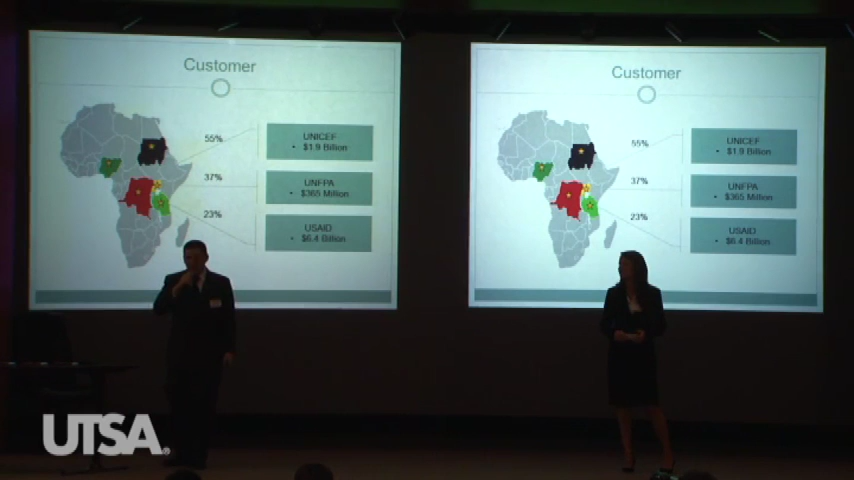 Customer
55%
UNICEF
• $1.9 Billion
37%
UNFPA
• $365 Million
23%
USAID
• $6.4 Billion
Customer
55%
UNICEF
• $1.9 Billion
37%
UNFPA
• $365 Million
23%
USAID
• $6.4 Billion
UTSA®